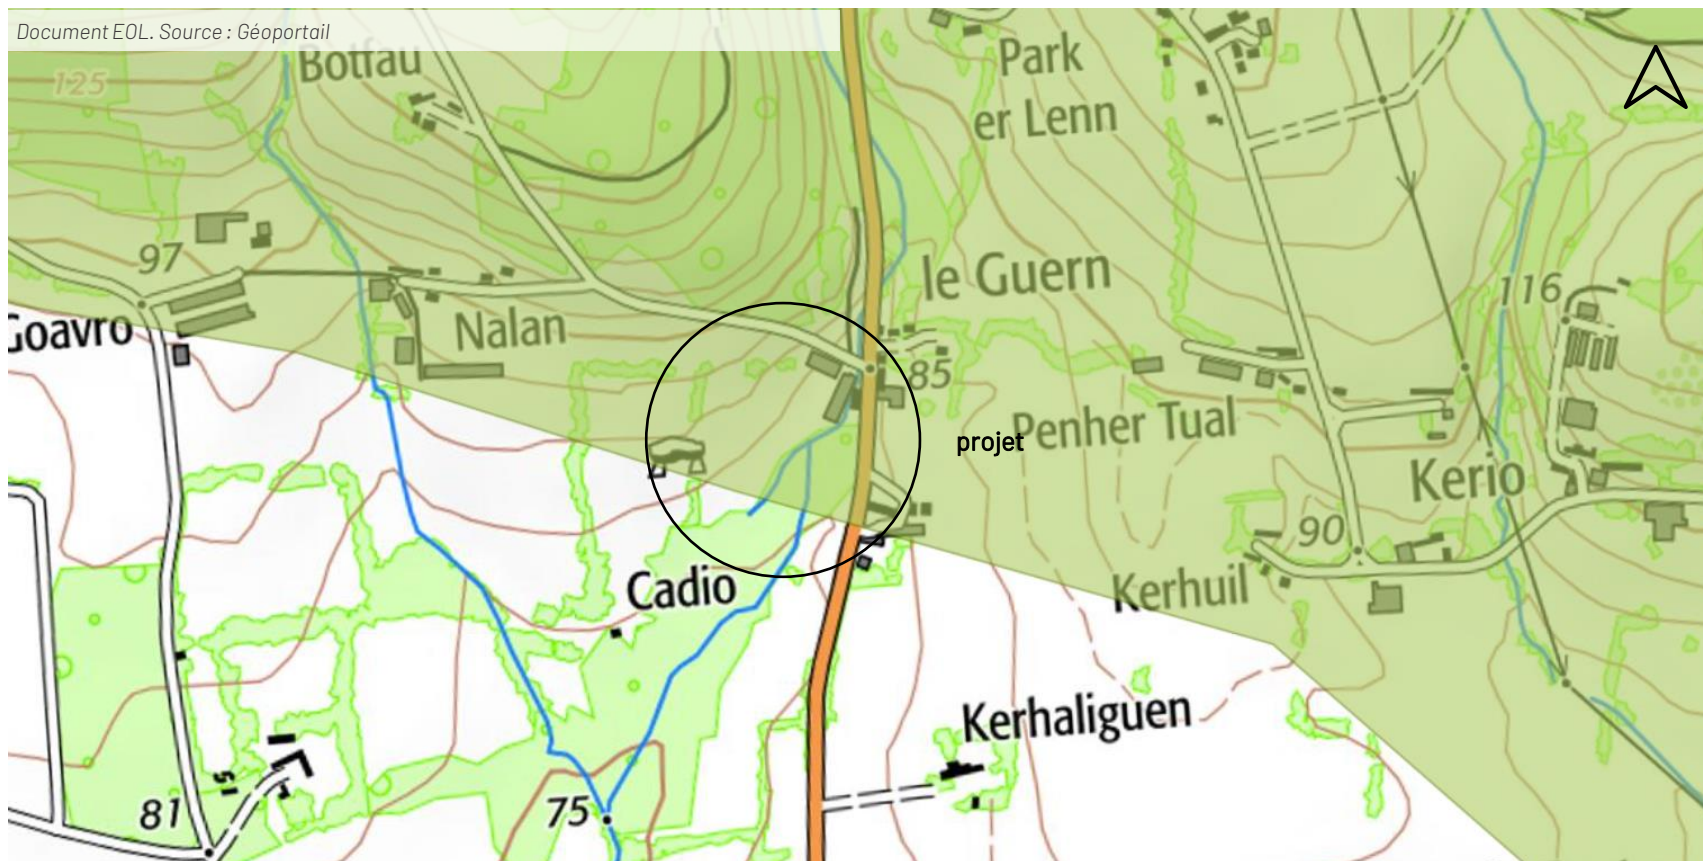 Document EOL. Source : Géoportail
Botfau
125
Park
er Lenn
97
le Guern
116
Goavro
Nalan
85
projet
Penher Tual
Kerio
90
Cadio
Kerhuil
Kerhaliguen
81
75